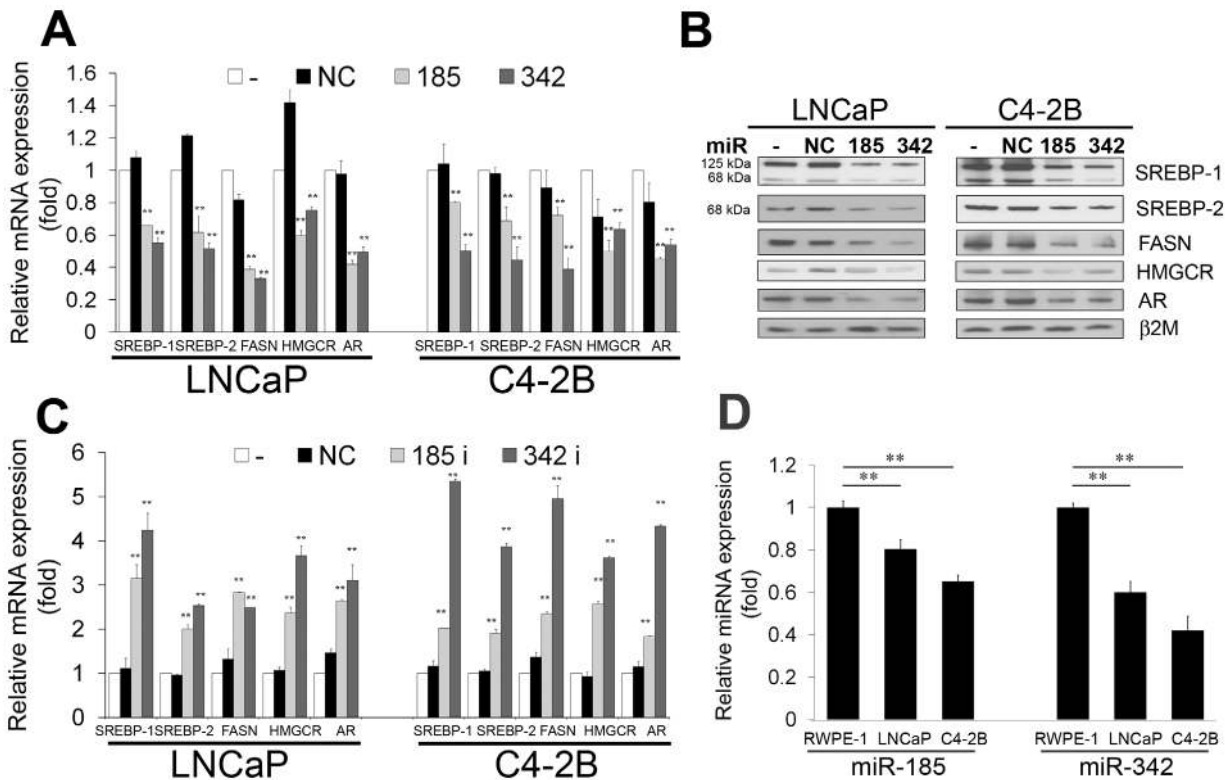 A
Relative mRNA expression
(fold)
1.6
1.4
1.2
1
0.8
0.6
0.4
0.2
0
- NC 185 342
** ** ** ** ** ** ** ** ** **
** ** ** ** ** ** ** ** ** **
SREBP-1 SREBP-2 FASN HMGCR AR
LNCaP
SREBP-1 SREBP-2 FASN HMGCR AR
C4-2B
B
LNCaP C4-2B
miR - NC 185 342 - NC 185 342
125 kDa
68 kDa
SREBP-1
68 kDa
SREBP-2
FASN
HMGCR
AR
β2M
C
Relative mRNA expression
(fold)
6
5
4
3
2
1
0
- NC 185 i 342 i
** ** ** ** ** ** ** ** ** **
** ** ** ** ** ** ** ** ** **
SREBP-1 SREBP-2 FASN HMGCR AR
LNCaP
SREBP-1 SREBP-2 FASN HMGCR AR
C4-2B
D
Relative miRNA expression
(fold)
1.2
1
0.8
0.6
0.4
0.2
0
** **
** **
RWPE-1 LNCaP C4-2B
miR-185
RWPE-1 LNCaP C4-2B
miR-342